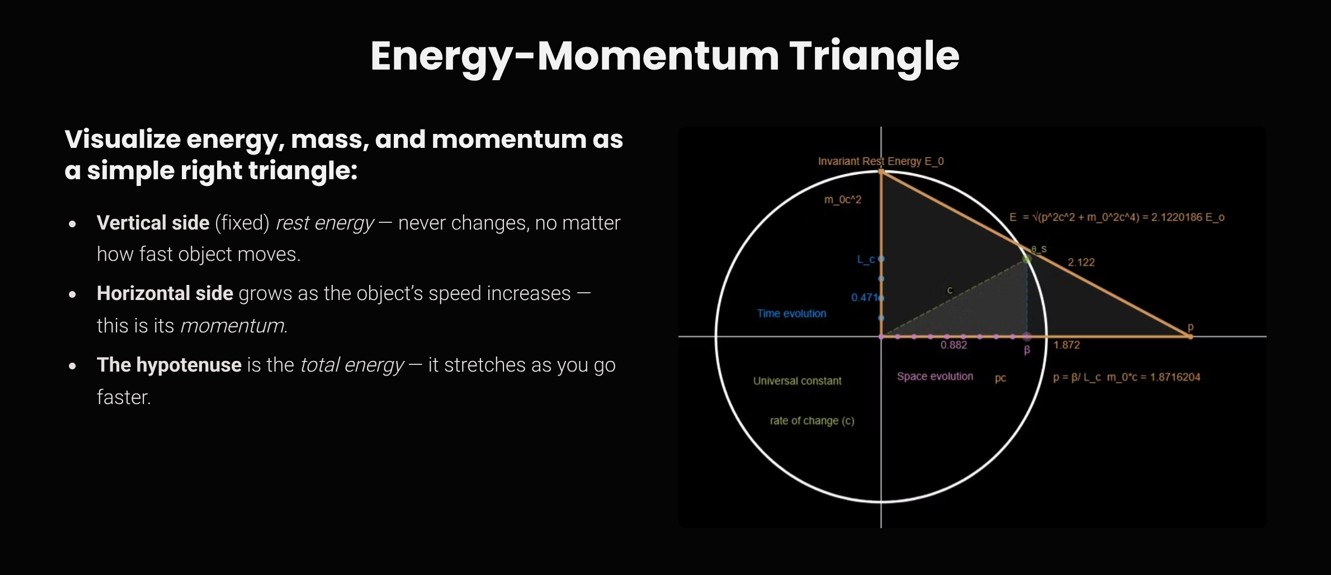 Energy-Momentum Triangle
Visualize energy, mass, and momentum as
a simple right triangle:
• Vertical side (fixed) rest energy — never changes, no matter
how fast object moves.
• Horizontal side grows as the object's speed increases —
this is its momentum.
• The hypotenuse is the total energy — it stretches as you go
faster.
Invariant Rest Energy E_0
m_0c^2
E = √(p^2c^2 + m_0^2c^4) = 2.1220186 E_o
e_s
L_c
2.122
c
0.471
Time evolution
p
0.882
β
1.872
Universal constant
Space evolution
pc
p = β/ L_c m_0*c = 1.8716204
rate of change (c)